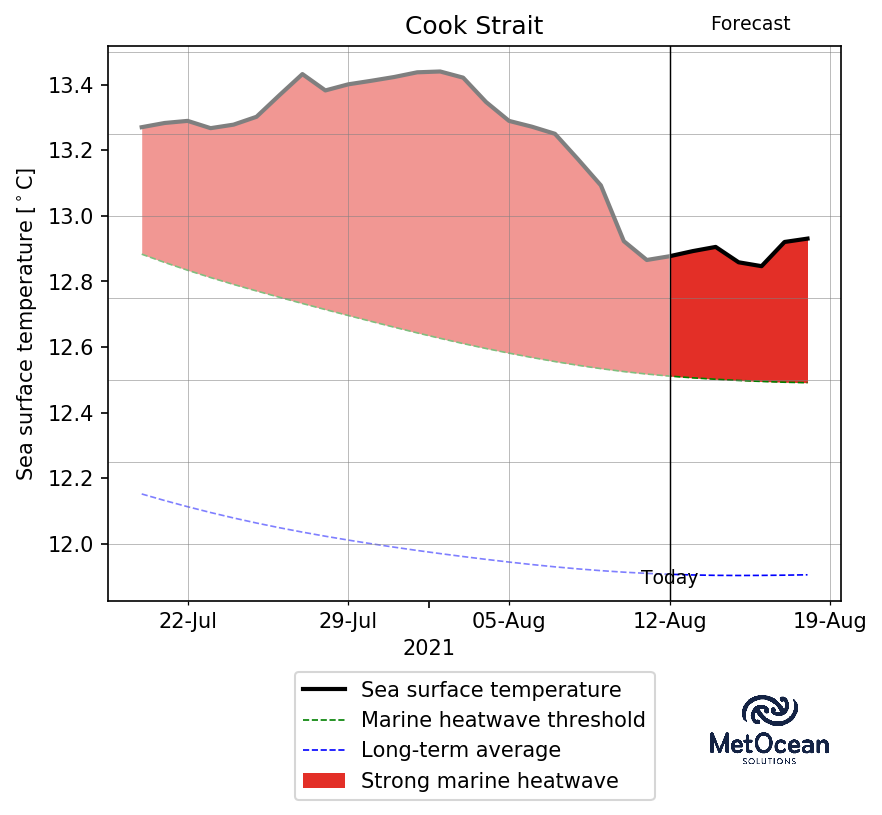 Cook Strait
Forecast
Sea surface temperature [°C]
13.4
13.2
13.0
12.8
12.6
12.4
12.2
12.0
Today
22-Jul
29-Jul
05-Aug
12-Aug
19-Aug
2021
Sea surface temperature
Marine heatwave threshold
Long-term average
Strong marine heatwave
MetOcean
SOLUTIONS